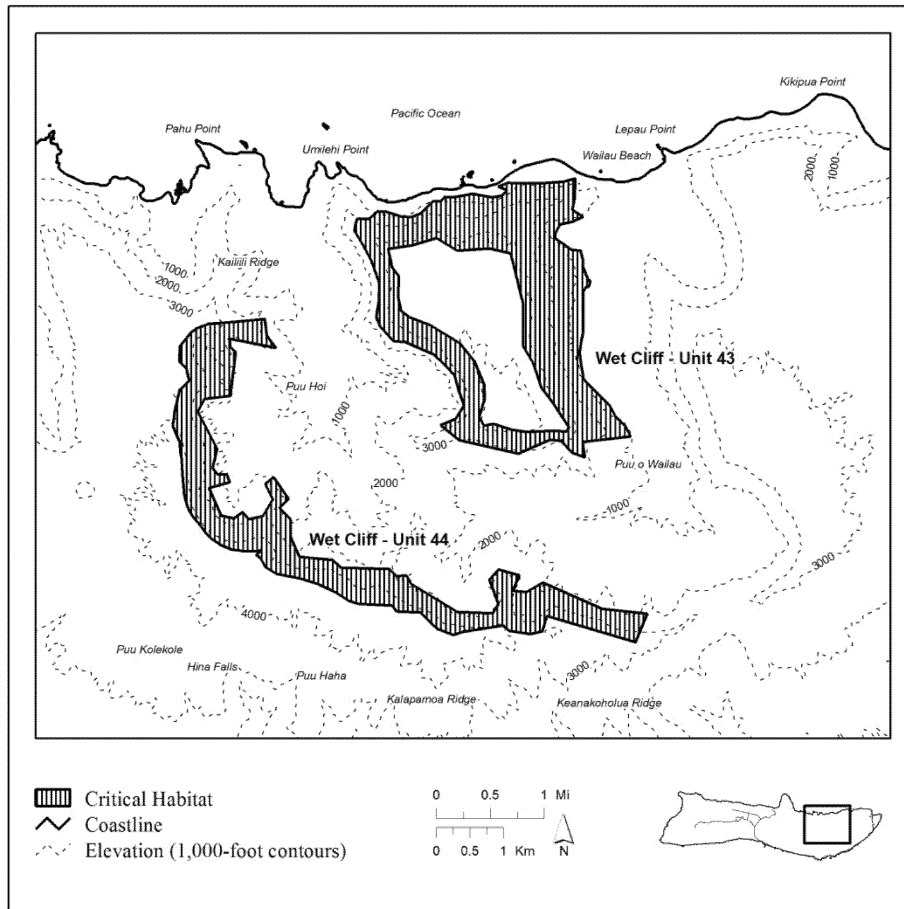 Kikipua Point
Pacific Ocean
Pahu Point
Lepau Point
Umilehi Point
Wailau Beach
2000
1000
Kailiili Ridge
1000
2000
3000
Wet Cliff - Unit 43
Puu Hoi
1000
3000
Puu o Wailau
2000
1000
Wet Cliff - Unit 44
2000
3000
4000
Puu Kolekole
Hina Falls
3000
Puu Haha
Kalapamoa Ridge
Keanakoholua Ridge
Critical Habitat
Coastline
Elevation (1,000-foot contours)
0 0.5 1 Mi
0 0.5 1 Km
N